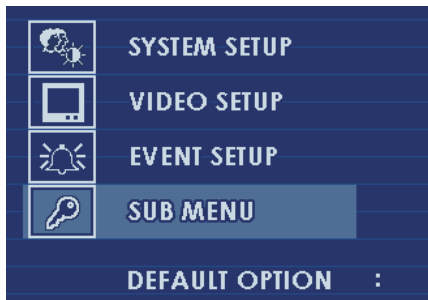 SYSTEM SETUP
VIDEO SETUP
EVENT SETUP
SUB MENU
DEFAULT OPTION :